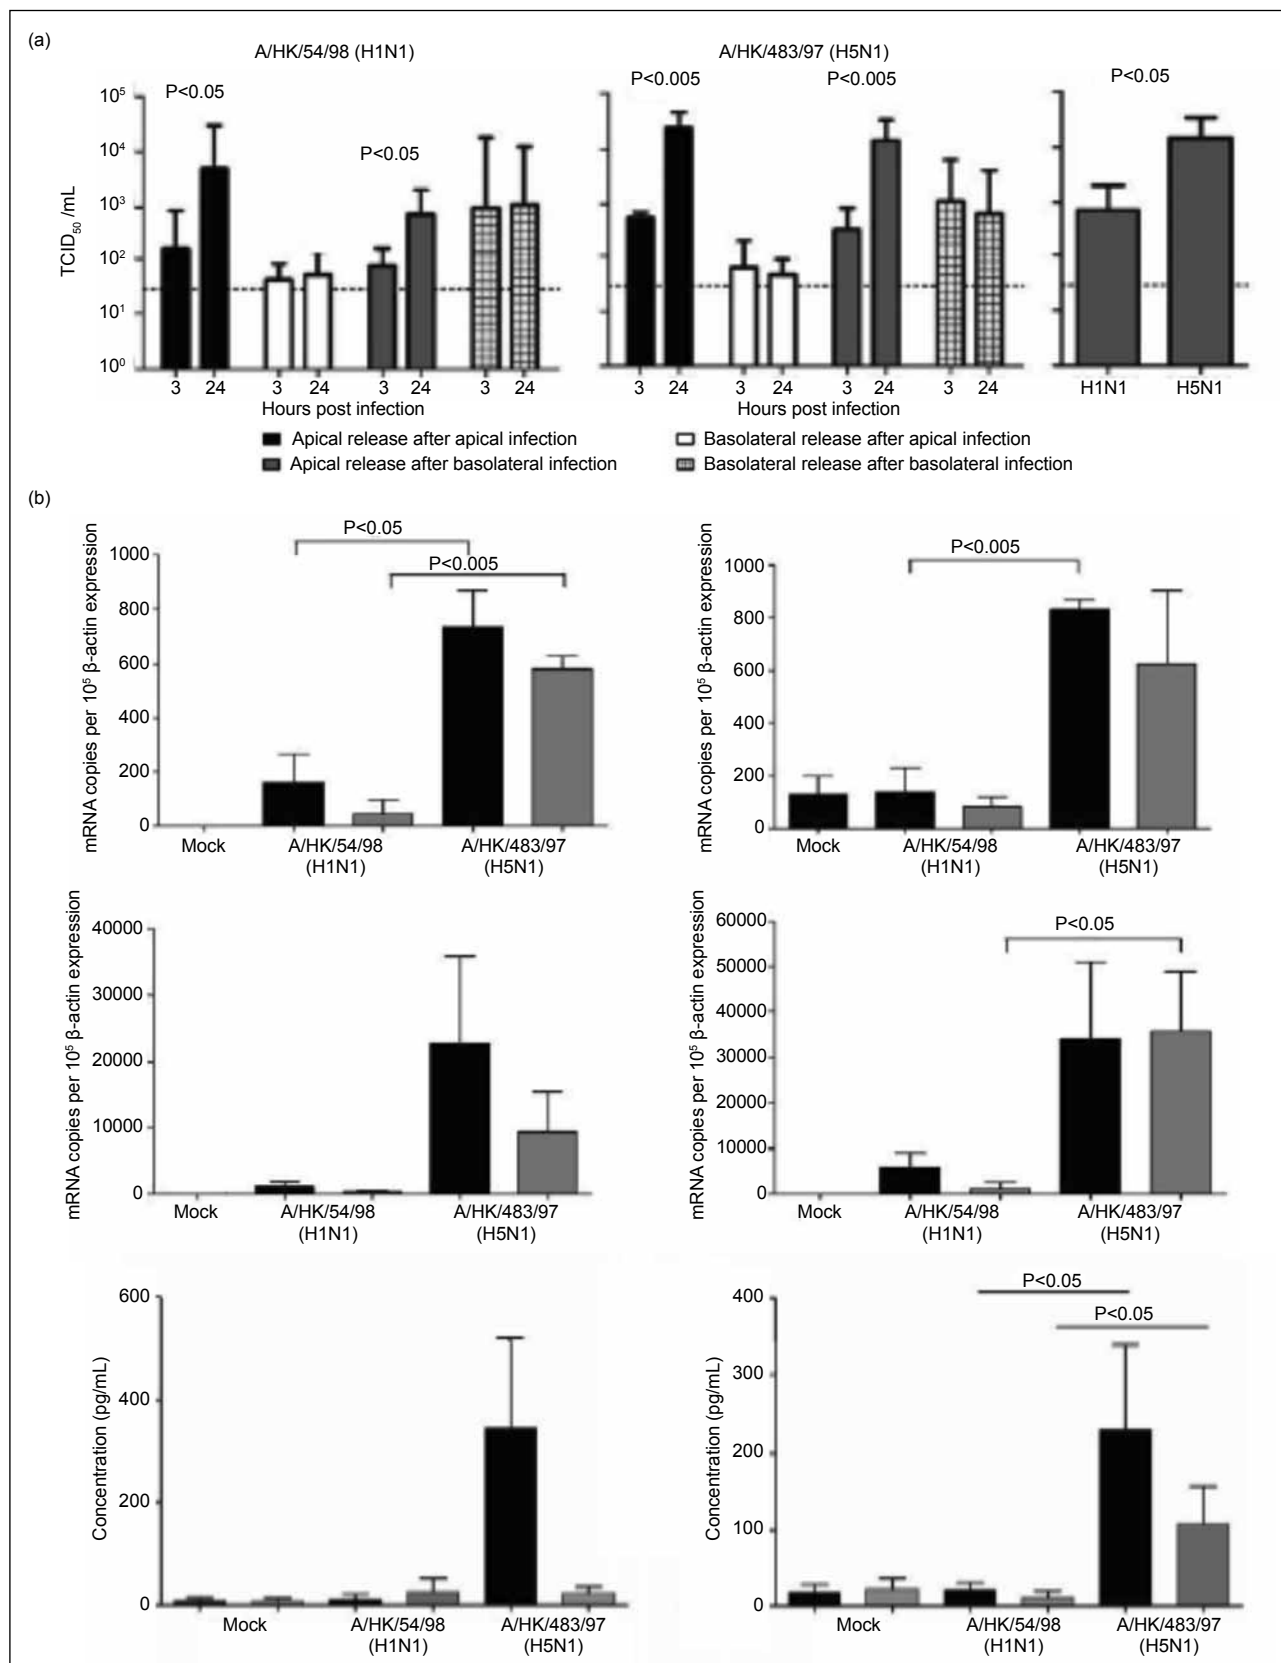 (a)
A/HK/54/98 (H1N1)
A/HK/483/97 (H5N1)
P<0.05
P<0.05
P<0.005
P<0.005
P<0.05
TCID50 /mL
10⁵
10⁴
10³
10²
10¹
10⁰
3 24 3 24 3 24 3 24
Hours post infection
3 24 3 24 3 24 3 24
Hours post infection
H1N1 H5N1
Apical release after apical infection
Basolateral release after apical infection
Apical release after basolateral infection
Basolateral release after basolateral infection
(b)
mRNA copies per 10⁵ β-actin expression
1000
800
600
400
200
0
P<0.05
P<0.005
Mock A/HK/54/98 A/HK/483/97
(H1N1) (H5N1)
mRNA copies per 10⁵ β-actin expression
1000
800
600
400
200
0
P<0.005
Mock A/HK/54/98 A/HK/483/97
(H1N1) (H5N1)
mRNA copies per 10⁵ β-actin expression
40000
30000
20000
10000
0
Mock A/HK/54/98 A/HK/483/97
(H1N1) (H5N1)
mRNA copies per 10⁵ β-actin expression
60000
50000
40000
30000
20000
10000
0
P<0.05
Mock A/HK/54/98 A/HK/483/97
(H1N1) (H5N1)
Concentration (pg/mL)
600
400
200
0
Mock A/HK/54/98 A/HK/483/97
(H1N1) (H5N1)
Concentration (pg/mL)
400
300
200
100
0
P<0.05
P<0.05
Mock A/HK/54/98 A/HK/483/97
(H1N1) (H5N1)